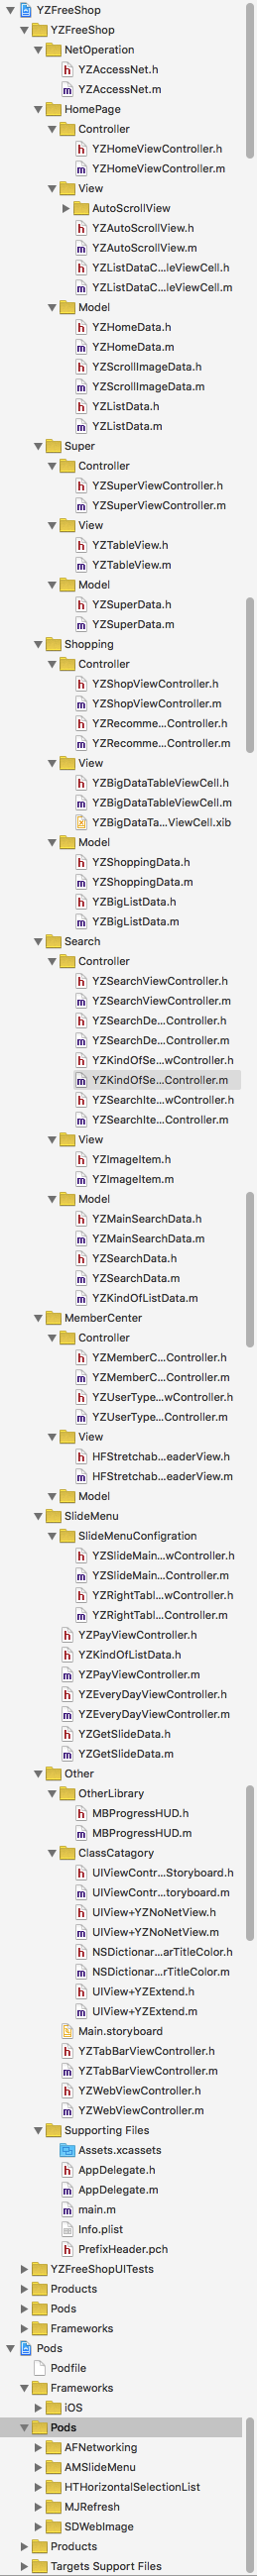 YZFreeShop
YZFreeShop
NetOperation
h YZAccessNet.h
m YZAccessNet.m
HomePage
Controller
h YZHomeViewController.h
m YZHomeViewController.m
View
AutoScrollView
h YZAutoScrollView.h
m YZAutoScrollView.m
h YZListDataC...leViewCell.h
m YZListDataC...leViewCell.m
Model
h YZHomeData.h
m YZHomeData.m
h YZScrollImageData.h
m YZScrollImageData.m
h YZListData.h
m YZListData.m
Super
Controller
h YZSuperViewController.h
m YZSuperViewController.m
View
h YZTableView.h
m YZTableView.m
Model
h YZSuperData.h
m YZSuperData.m
Shopping
Controller
h YZShopViewController.h
m YZShopViewController.m
h YZRecomme...Controller.h
m YZRecomme...Controller.m
View
h YZBigDataTableViewCell.h
m YZBigDataTableViewCell.m
YZBigDataTa...ViewCell.xib
Model
h YZShoppingData.h
m YZShoppingData.m
h YZBigListData.h
m YZBigListData.m
Search
Controller
h YZSearchViewController.h
m YZSearchViewController.m
h YZSearchDe...Controller.h
m YZSearchDe...Controller.m
h YZKindOfSe...wController.h
m YZKindOfSe...Controller.m
h YZSearchIte...wController.h
m YZSearchIte...Controller.m
View
h YZImageItem.h
m YZImageItem.m
Model
h YZMainSearchData.h
m YZMainSearchData.m
h YZSearchData.h
m YZSearchData.m
m YZKindOfListData.m
MemberCenter
Controller
h YZMemberC...Controller.h
m YZMemberC...Controller.m
h YZUserType...wController.h
m YZUserType...Controller.m
View
h HFStretchab...eaderView.h
m HFStretchab...eaderView.m
Model
SlideMenu
SlideMenuConfigration
h YZSlideMain...wController.h
m YZSlideMain...Controller.m
h YZRightTabl...wController.h
m YZRightTabl...Controller.m
h YZPayViewController.h
h YZKindOfListData.h
m YZPayViewController.m
h YZEveryDayViewController.h
m YZEveryDayViewController.m
h YZGetSlideData.h
m YZGetSlideData.m
Other
OtherLibrary
h MBProgressHUD.h
m MBProgressHUD.m
ClassCatagory
h UIViewContr...Storyboard.h
m UIViewContr...toryboard.m
h UIView+YZNoNetView.h
m UIView+YZNoNetView.m
h NSDictionar...arTitleColor.h
m NSDictionar...rTitleColor.m
h UIView+YZExtend.h
m UIView+YZExtend.m
Main.storyboard
h YZTabBarViewController.h
m YZTabBarViewController.m
h YZWebViewController.h
m YZWebViewController.m
Supporting Files
Assets.xcassets
h AppDelegate.h
m AppDelegate.m
m main.m
Info.plist
h PrefixHeader.pch
YZFreeShopUITests
Products
Pods
Frameworks
Pods
Podfile
Frameworks
iOS
Pods
AFNetworking
AMSlideMenu
HTHorizontalSelectionList
MJRefresh
SDWebImage
Products
Targets Support Files